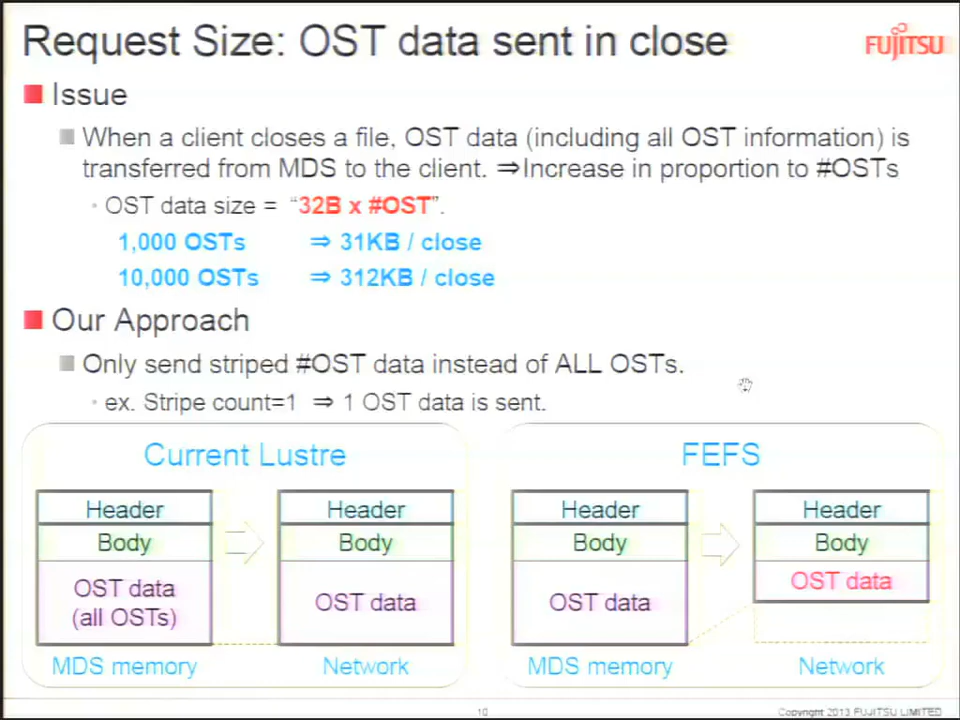 Request Size: OST data sent in close
FUJITSU
Issue
When a client closes a file, OST data (including all OST information) is
transferred from MDS to the client. ⇒Increase in proportion to #OSTs
・OST data size = “32B x #OST”.
1,000 OSTs ⇒ 31KB / close
10,000 OSTs ⇒ 312KB / close
Our Approach
Only send striped #OST data instead of ALL OSTs.
・ex. Stripe count=1 ⇒ 1 OST data is sent.
Current Lustre
Header
Body
OST data
(all OSTs)
MDS memory
Header
Body
OST data
Network
FEFS
Header
Body
OST data
MDS memory
Header
Body
OST data
Network
10
Copyright 2013 FUJITSU LIMITED